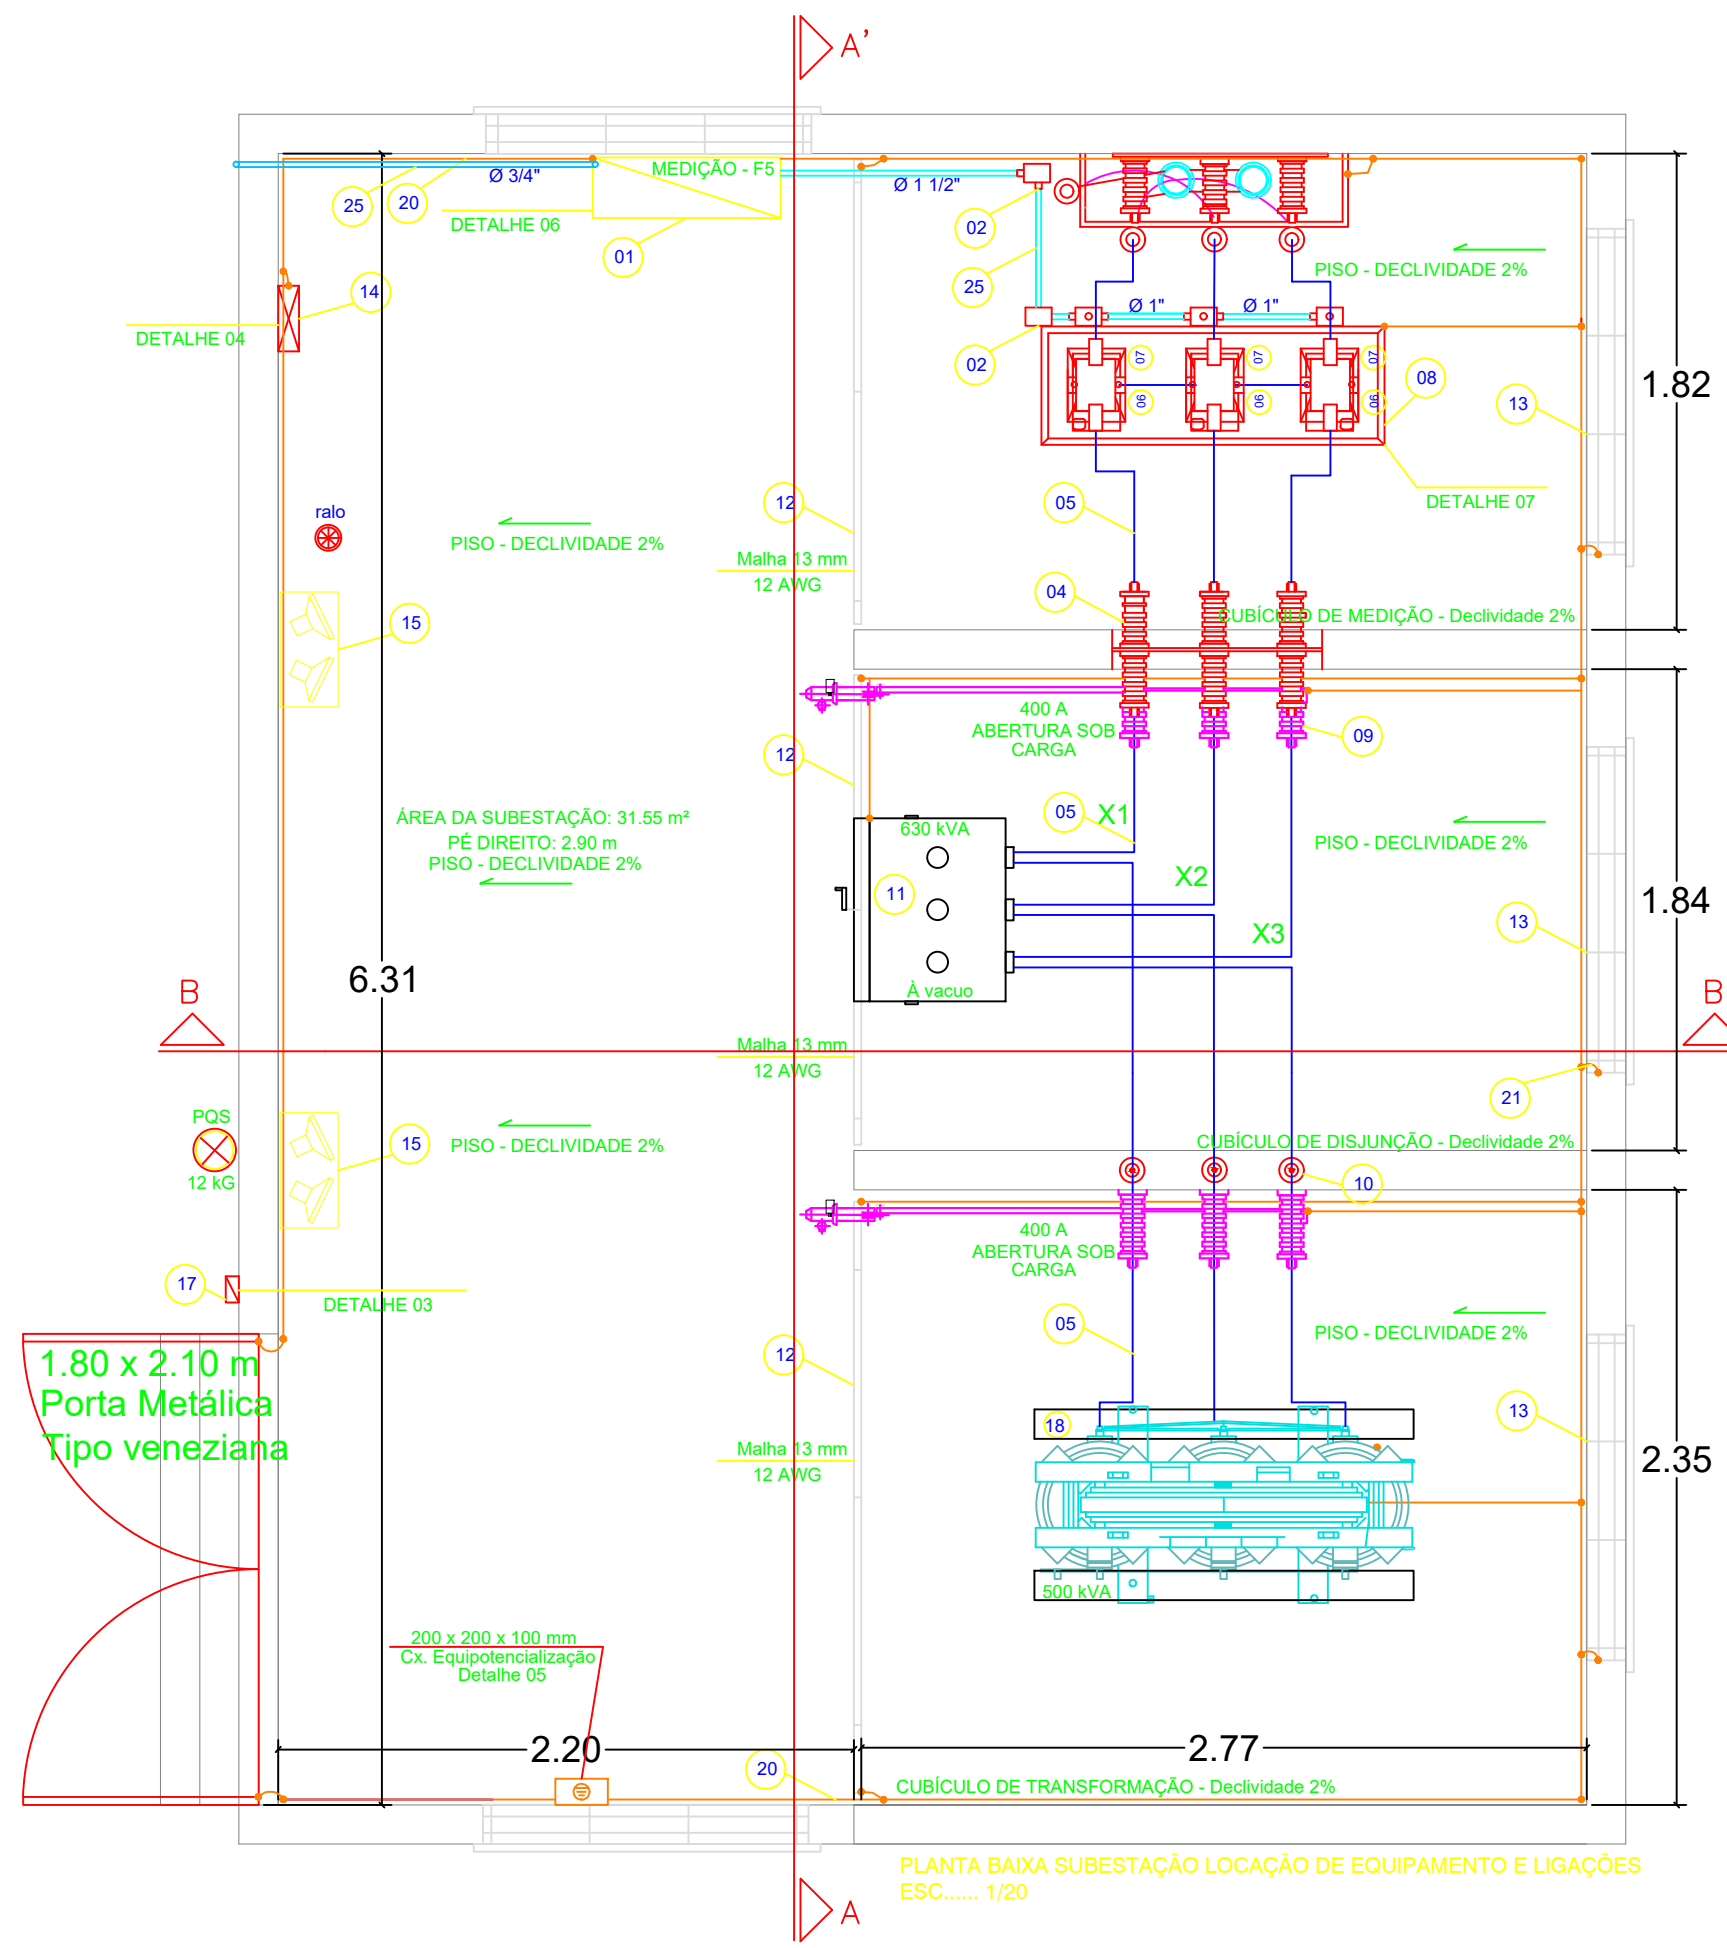 A'
MEDIÇÃO - F5
Ø 3/4"
Ø 1 1/2"
25
20
DETALHE 06
01
02
PISO - DECLIVIDADE 2%
14
25
Ø 1"
Ø 1"
DETALHE 04
02
07
07
07
08
1.82
06
06
06
13
12
05
DETALHE 07
ralo
PISO - DECLIVIDADE 2%
Malha 13 mm
12 AWG
04
15
CUBÍCULO DE MEDIÇÃO - Declividade 2%
400 A
ABERTURA SOB
CARGA
09
12
05
X1
ÁREA DA SUBESTAÇÃO: 31.55 m²
PÉ DIREITO: 2.90 m
PISO - DECLIVIDADE 2%
630 kVA
PISO - DECLIVIDADE 2%
X2
11
1.84
13
X3
6.31
À vacuo
B
B
Malha 13 mm
12 AWG
21
PQS
12 kG
15
PISO - DECLIVIDADE 2%
CUBÍCULO DE DISJUNÇÃO - Declividade 2%
10
400 A
ABERTURA SOB
CARGA
17
DETALHE 03
05
PISO - DECLIVIDADE 2%
12
1.80 x 2.10 m
Porta Metálica
Tipo veneziana
13
18
Malha 13 mm
12 AWG
2.35
500 kVA
200 x 200 x 100 mm
Cx. Equipotencialização
Detalhe 05
2.20
2.77
20
CUBÍCULO DE TRANSFORMAÇÃO - Declividade 2%
PLANTA BAIXA SUBESTAÇÃO LOCAÇÃO DE EQUIPAMENTO E LIGAÇÕES
ESC...... 1/20
A